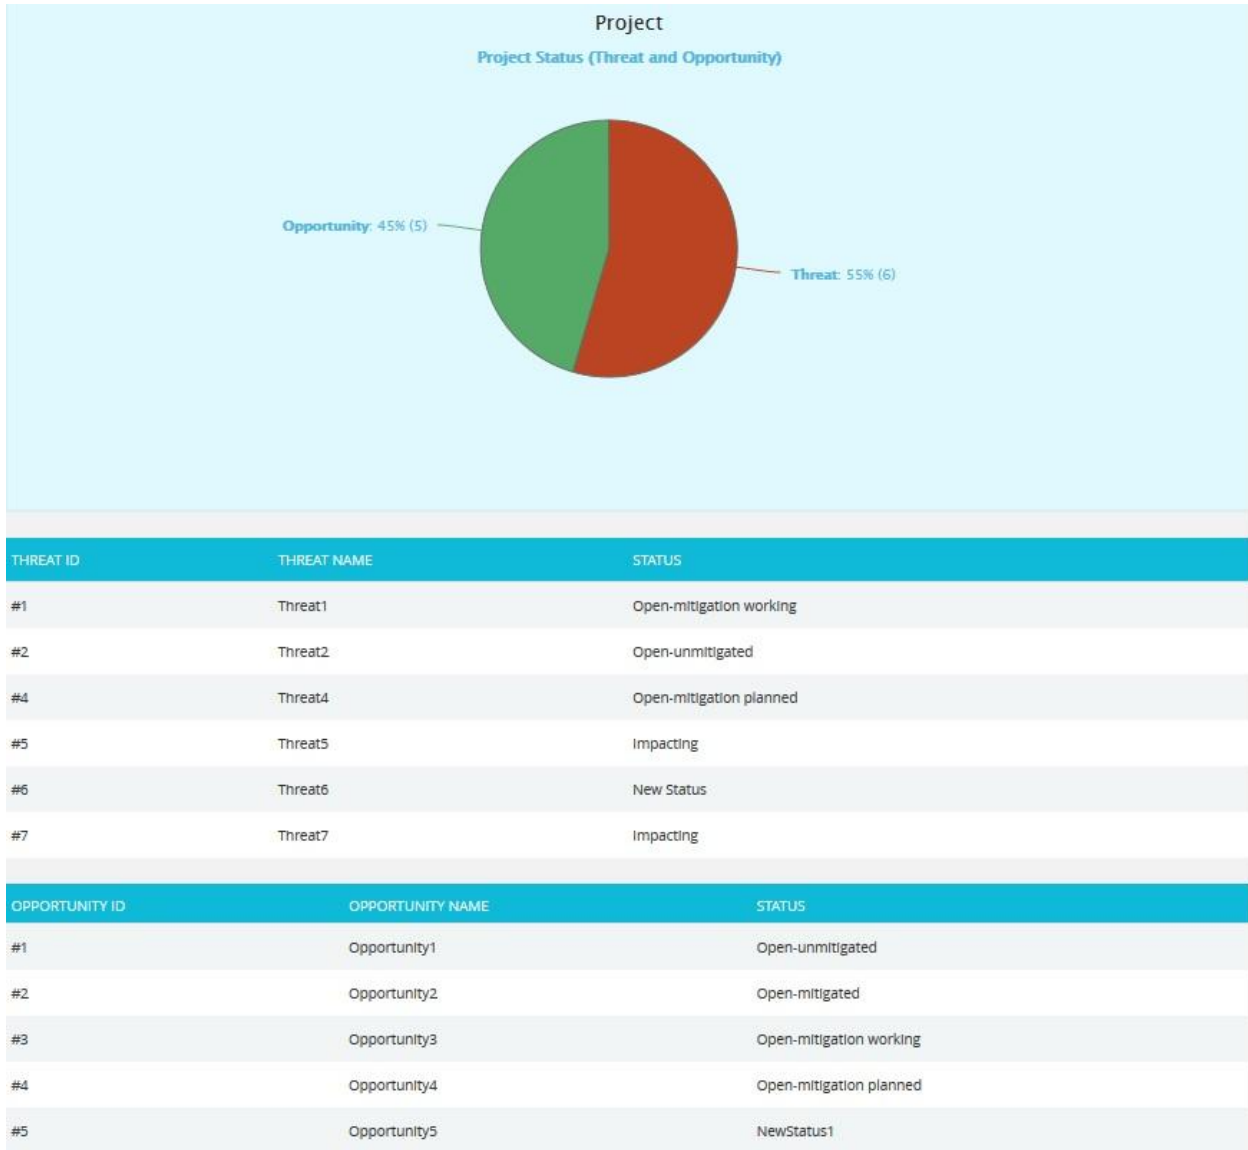 Project
Project Status (Threat and Opportunity)
Opportunity: 45% (5)
Threat: 55% (6)
THREAT ID THREAT NAME STATUS
#1 Threat1 Open-mitigation working
#2 Threat2 Open-unmitigated
#4 Threat4 Open-mitigation planned
#5 Threat5 Impacting
#6 Threat6 New Status
#7 Threat7 Impacting
OPPORTUNITY ID OPPORTUNITY NAME STATUS
#1 Opportunity1 Open-unmitigated
#2 Opportunity2 Open-mitigated
#3 Opportunity3 Open-mitigation working
#4 Opportunity4 Open-mitigation planned
#5 Opportunity5 NewStatus1